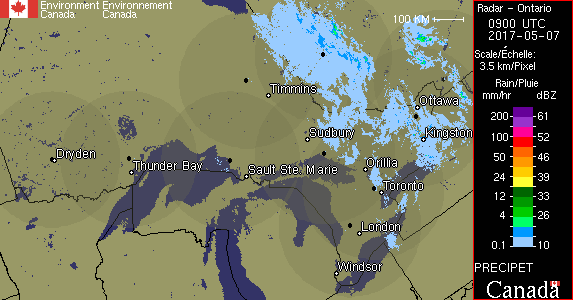 Environment Environnement
Canada Canada
100 KM
Timmins
Ottawa
Sudbury
Kingston
Dryden
Thunder Bay
Sault Ste. Marie
Orillia
Toronto
London
Windsor
Radar - Ontario
0900 UTC
2017-05-07
Scale/Échelle:
3.5 km/Pixel
Rain/Pluie
mm/hr dBZ
200 61
100 52
50 46
24 39
12 33
4 26
0.1 10
PRECIPET
Canada